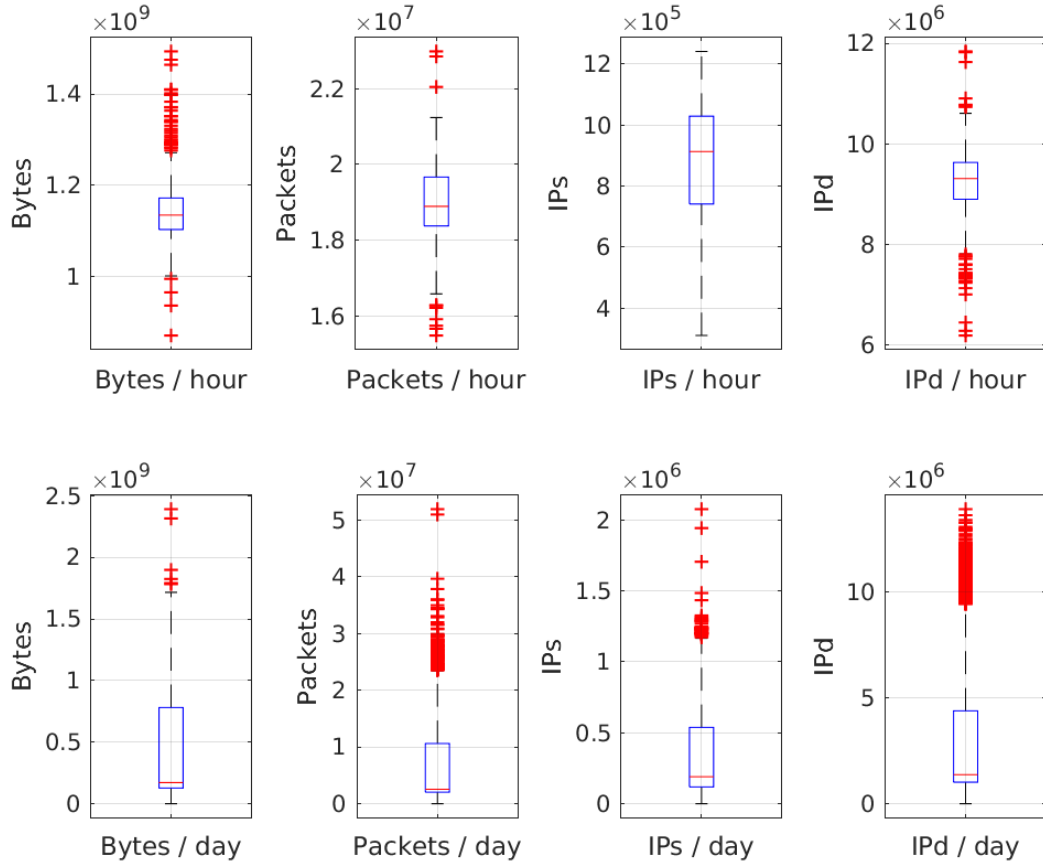 ×10^9
1.4
1.2
1
Bytes
Bytes / hour
×10^7
2.2
2
1.8
1.6
Packets
Packets / hour
×10^5
12
10
8
6
4
IPs
IPs / hour
×10^6
12
10
8
6
IPd
IPd / hour
×10^9
2.5
2
1.5
1
0.5
0
Bytes
Bytes / day
×10^7
5
4
3
2
1
0
Packets
Packets / day
×10^6
2
1.5
1
0.5
0
IPs
IPs / day
×10^6
10
5
0
IPd
IPd / day